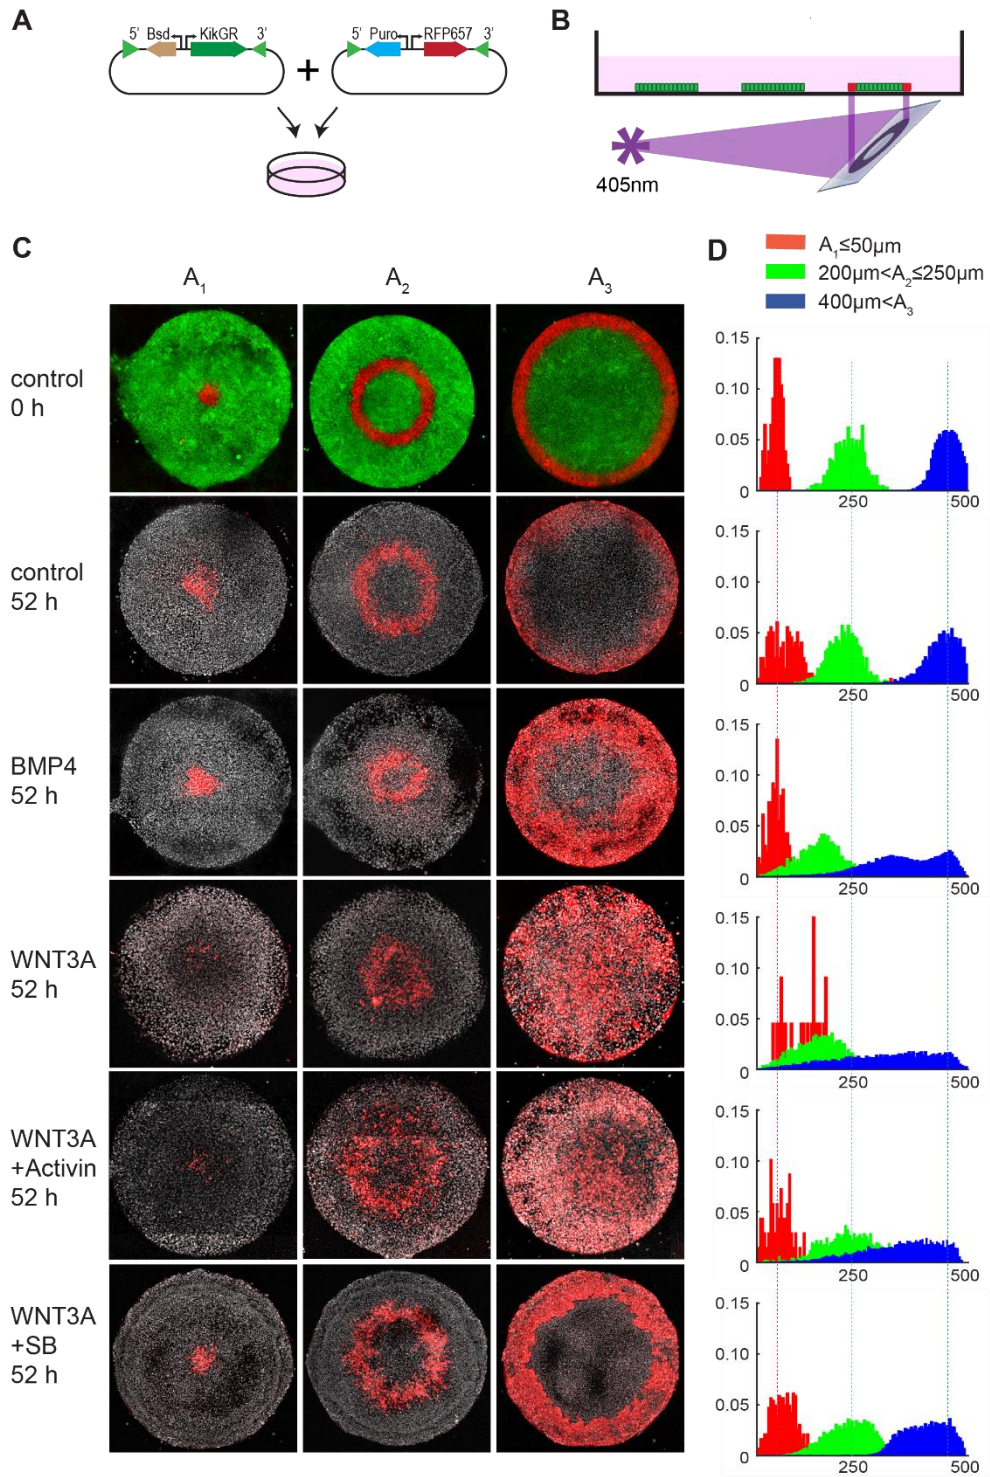 A
5' Bsd KikGR 3'
5' Puro RFP657 3'
+
B
405nm
C
A1 A2 A3
control
0 h
control
52 h
BMP4
52 h
WNT3A
52 h
WNT3A
+Activin
52 h
WNT3A
+SB
52 h
D
A1≤50µm
200µm<A2≤250µm
400µm<A3
0.15
0.10
0.05
0
250 500
0.15
0.10
0.05
0
250 500
0.15
0.10
0.05
0
250 500
0.15
0.10
0.05
0
250 500
0.15
0.10
0.05
0
250 500
0.15
0.10
0.05
0
250 500